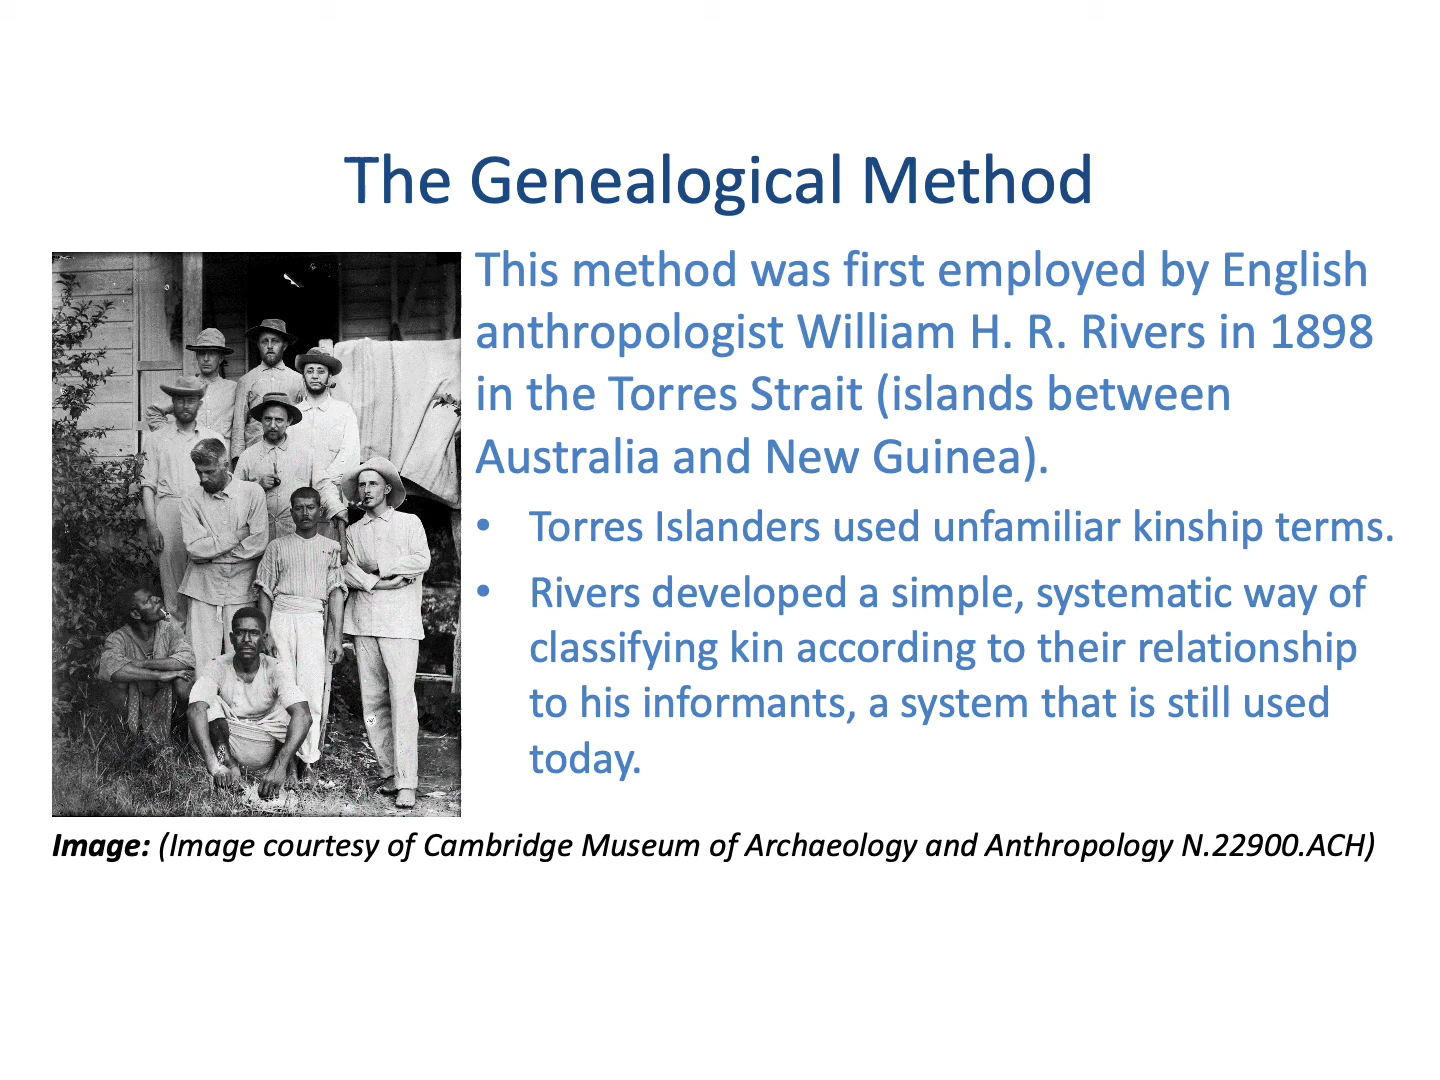 The Genealogical Method
This method was first employed by English
anthropologist William H. R. Rivers in 1898
in the Torres Strait (islands between
Australia and New Guinea).
• Torres Islanders used unfamiliar kinship terms.
• Rivers developed a simple, systematic way of
classifying kin according to their relationship
to his informants, a system that is still used
today.
Image: (Image courtesy of Cambridge Museum of Archaeology and Anthropology N.22900.ACH)